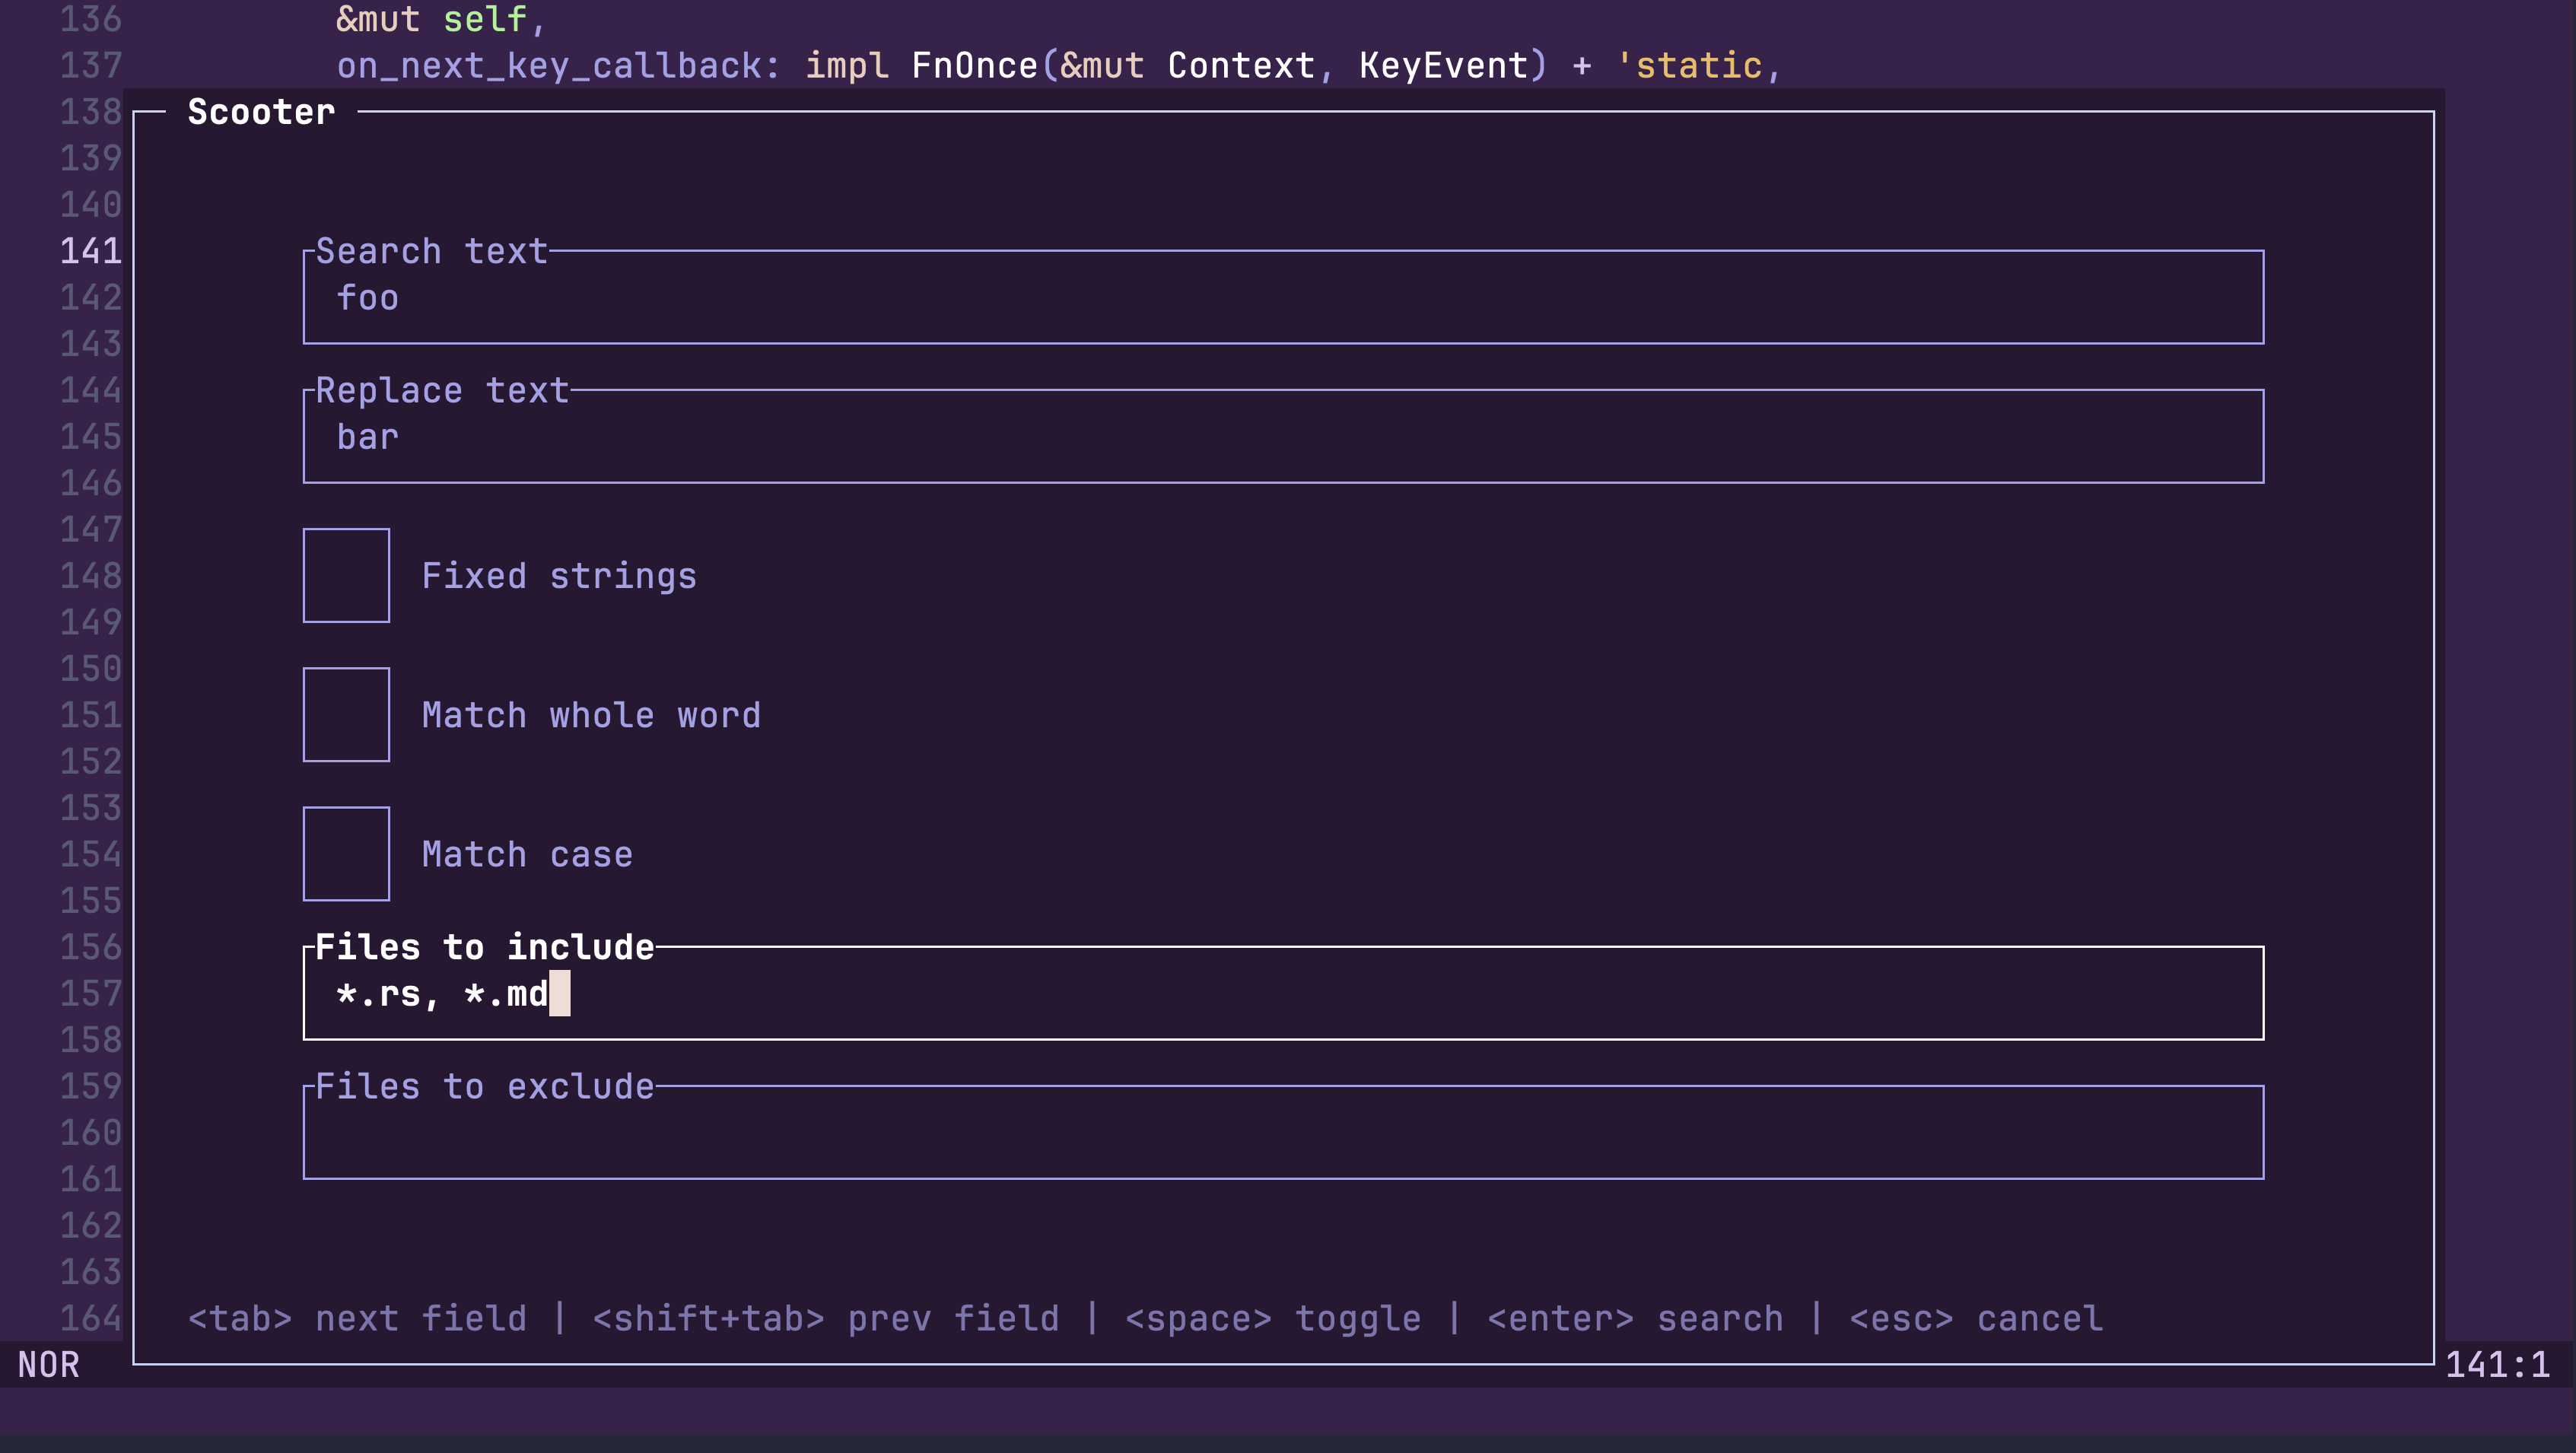 136 &mut self,
137 on_next_key_callback: impl FnOnce(&mut Context, KeyEvent) + 'static,
138 Scooter
139
140
141 Search text
142 foo
143
144 Replace text
145 bar
146
147
148 Fixed strings
149
150
151 Match whole word
152
153
154 Match case
155
156 Files to include
157 *.rs, *.md
158
159 Files to exclude
160
161
162
163
164 <tab> next field | <shift+tab> prev field | <space> toggle | <enter> search | <esc> cancel
NOR 141:1